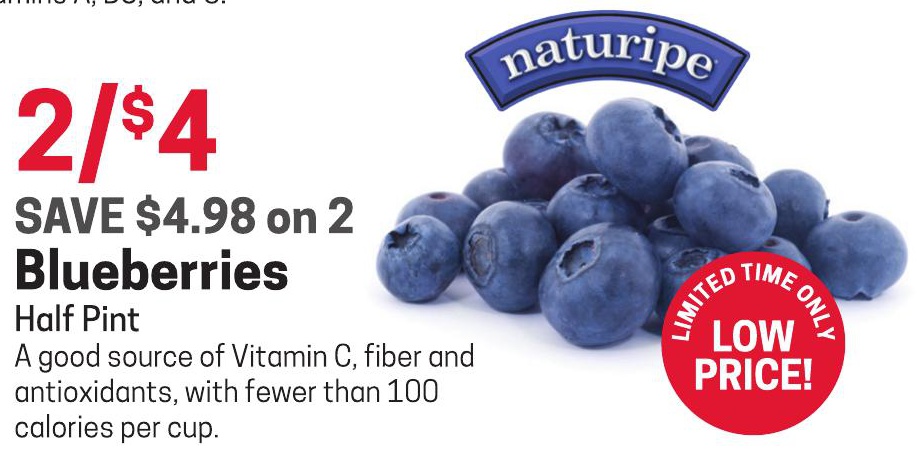 naturipe
2/$4
SAVE $4.98 on 2
Blueberries
Half Pint
A good source of Vitamin C, fiber and
antioxidants, with fewer than 100
calories per cup.
LIMITED TIME ONLY
LOW
PRICE!